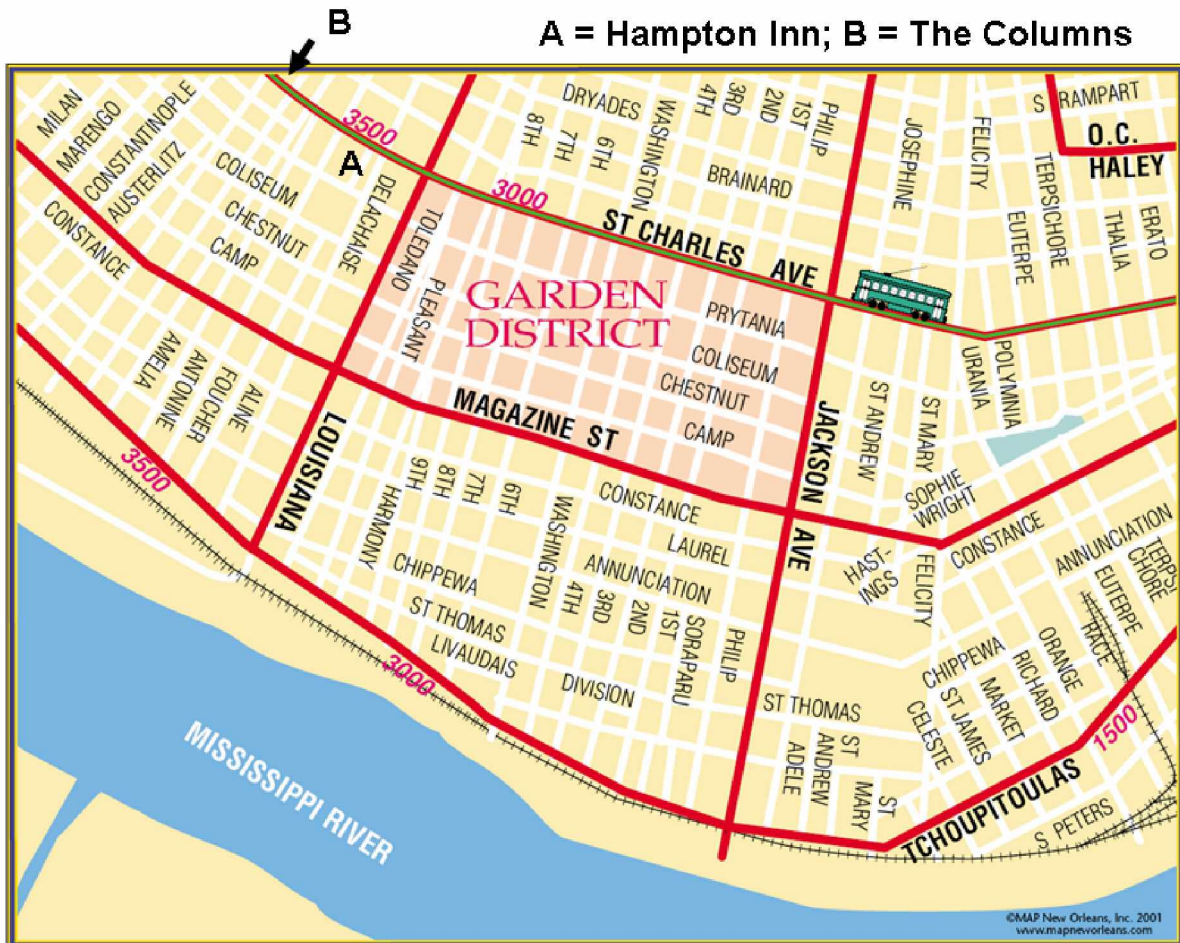 B
A = Hampton Inn; B = The Columns
MILAN
MARENGO
CONSTANTINOPLE
AUSTERLITZ
CONSTANCE
3500
A
COLISEUM
CHESTNUT
CAMP
DELACHAISE
TOLEDANO
PLEASANT
3000
8TH
7TH
6TH
DRYADES
WASHINGTON
4TH
3RD
2ND
1ST
PHILIP
BRAINARD
ST CHARLES AVE
JOSEPHINE
FELICITY
S RAMPART
O.C.
HALEY
TERPSICHORE
EUTERPE
THALIA
ERATO
GARDEN
DISTRICT
PRYTANIA
COLISEUM
CHESTNUT
CAMP
MAGAZINE ST
URANIA
POLYMNIA
ST ANDREW
ST MARY
SOPHIE
WRIGHT
JACKSON AVE
LOUISIANA
AMELIA
ANTONINE
FOUCHER
ALINE
3500
HARMONY
9TH
8TH
7TH
6TH
WASHINGTON
4TH
3RD
2ND
1ST
SORAPARU
PHILIP
CONSTANCE
LAUREL
ANNUNCIATION
CHIPPEWA
ST THOMAS
LIVAUDAIS
DIVISION
3000
HAST-
INGS
FELICITY
CONSTANCE
ANNUNCIATION
TERPSI-
CHORE
EUTERPE
RACE
ORANGE
RICHARD
MARKET
ST JAMES
CELESTE
CHIPPEWA
ST THOMAS
ADELE
ST
ANDREW
ST
MARY
1500
TCHOUPITOULAS
S PETERS
MISSISSIPPI RIVER
©MAP New Orleans, Inc. 2001
www.mapneworleans.com